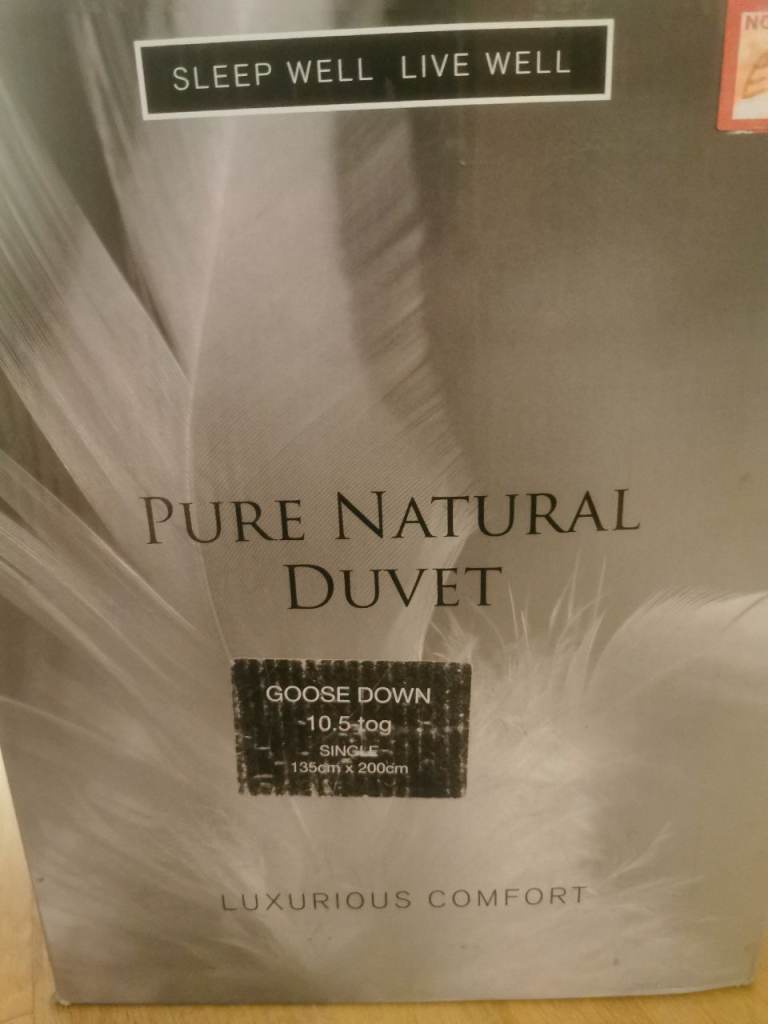 SLEEP WELL LIVE WELL
PURE NATURAL
DUVET
GOOSE DOWN
10.5 tog
SINGLE
135cm x 200cm
LUXURIOUS COMFORT